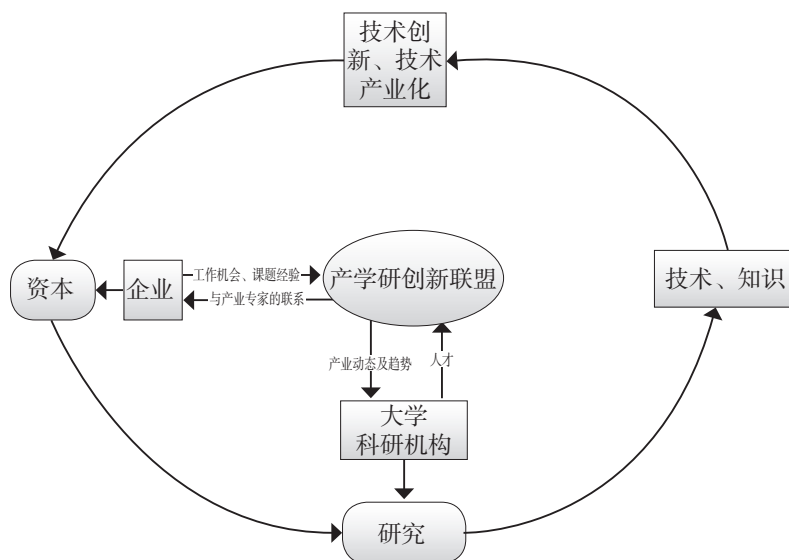 技术创
新、技术
产业化
工作机会、课题经验
资本
企业
产学研创新联盟
技术、知识
与产业专家的联系
产业动态及趋势
人才
大学
科研机构
研究